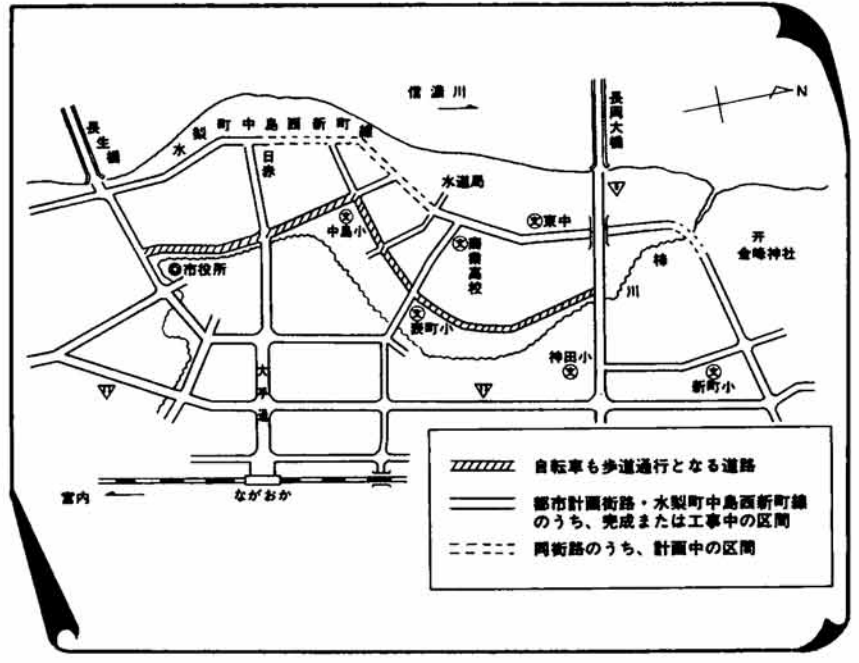 信濃川
N
長生橋
水梨町中島西新町線
長岡大橋
日赤
水道局
中島小
東中
商業高校
柿川
金峰神社
市役所
表町小
神田小
新町小
大手通
宮内
ながおか
自転車も歩道通行となる道路
都市計画街路・水梨町中島西新町線
のうち、完成または工事中の区間
同街路のうち、計画中の区間